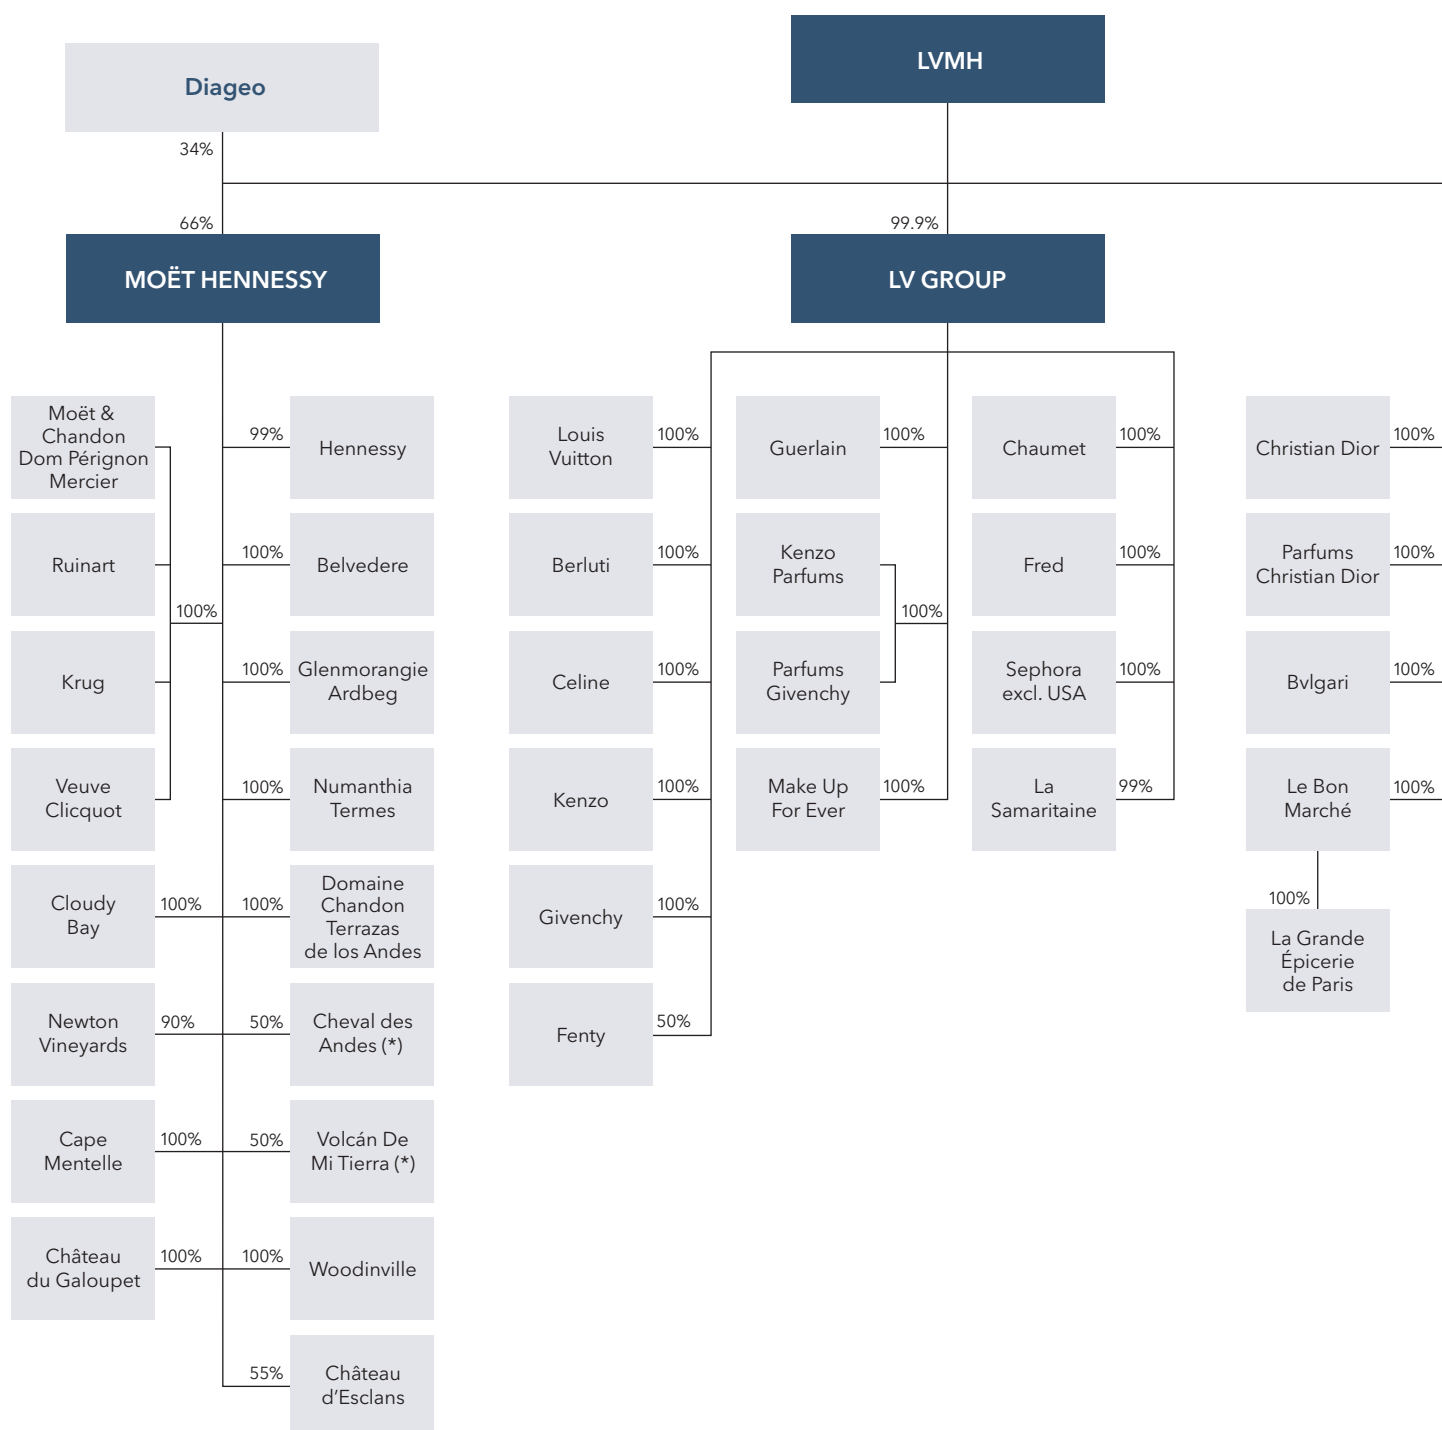 LVMH
Diageo
34%
66%
99.9%
MOËT HENNESSY
LV GROUP
Moët &
Chandon
Dom Pérignon
Mercier
99%
Hennessy
Ruinart
100%
Belvedere
100%
Krug
100%
Glenmorangie
Ardbeg
Veuve
Clicquot
100%
Numanthia
Termes
Cloudy
Bay
100%
100%
Domaine
Chandon
Terrazas
de los Andes
Newton
Vineyards
90%
50%
Cheval des
Andes (*)
Cape
Mentelle
100%
50%
Volcán De
Mi Tierra (*)
Château
du Galoupet
100%
100%
Woodinville
55%
Château
d’Esclans
Louis
Vuitton
100%
Berluti
100%
Celine
100%
Kenzo
100%
Givenchy
100%
Fenty
50%
Guerlain
100%
Kenzo
Parfums
100%
Parfums
Givenchy
Make Up
For Ever
100%
Chaumet
100%
Fred
100%
Sephora
excl. USA
100%
La
Samaritaine
99%
Christian Dior
100%
Parfums
Christian Dior
100%
Bvlgari
100%
Le Bon
Marché
100%
100%
La Grande
Épicerie
de Paris